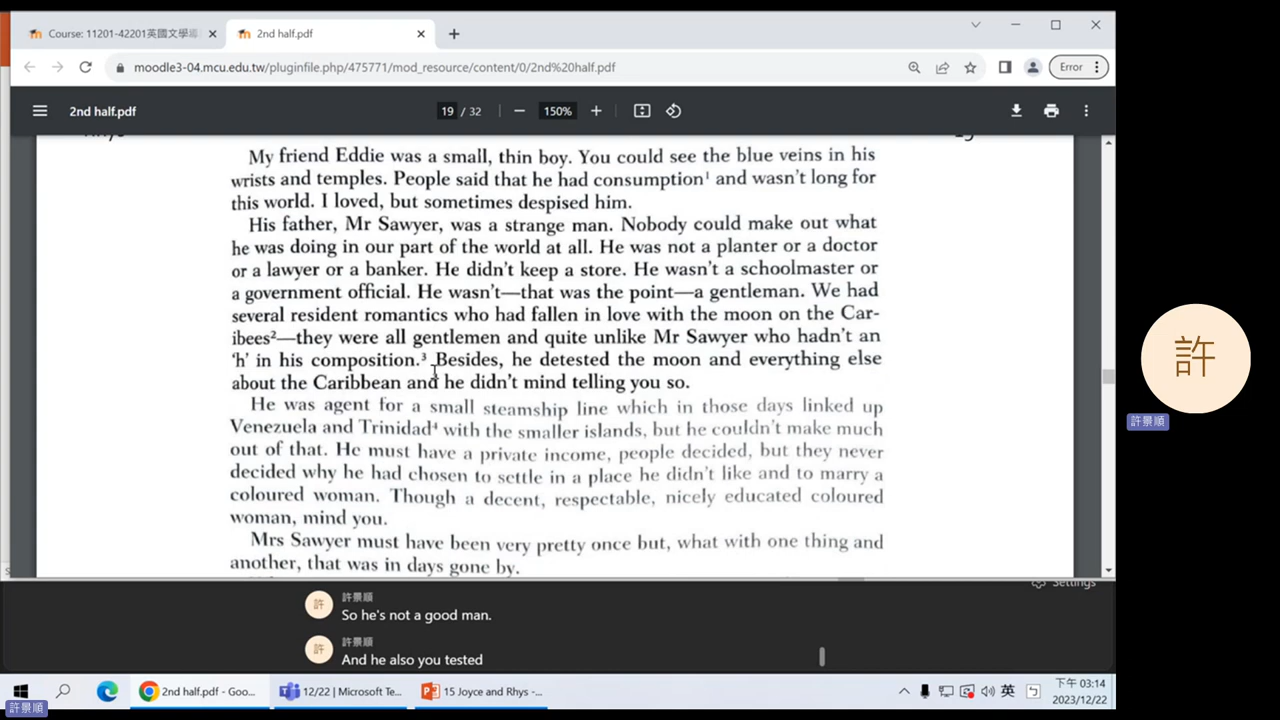 Course: 11201-42201英國文學導
2nd half.pdf
moodle3-04.mcu.edu.tw/pluginfile.php/475771/mod_resource/content/0/2nd%20half.pdf
Error
2nd half.pdf
19 / 32
150%
My friend Eddie was a small, thin boy. You could see the blue veins in his
wrists and temples. People said that he had consumption¹ and wasn't long for
this world. I loved, but sometimes despised him.
His father, Mr Sawyer, was a strange man. Nobody could make out what
he was doing in our part of the world at all. He was not a planter or a doctor
or a lawyer or a banker. He didn't keep a store. He wasn't a schoolmaster or
a government official. He wasn't—that was the point—a gentleman. We had
several resident romantics who had fallen in love with the moon on the Car-
ibees²—they were all gentlemen and quite unlike Mr Sawyer who hadn't an
'h' in his composition.³ Besides, he detested the moon and everything else
about the Caribbean and he didn't mind telling you so.
He was agent for a small steamship line which in those days linked up
Venezuela and Trinidad⁴ with the smaller islands, but he couldn't make much
out of that. He must have a private income, people decided, but they never
decided why he had chosen to settle in a place he didn't like and to marry a
coloured woman. Though a decent, respectable, nicely educated coloured
woman, mind you.
Mrs Sawyer must have been very pretty once but, what with one thing and
another, that was in days gone by.
Settings
許
許景順
So he's not a good man.
許
許景順
And he also you tested
許
許景順
2nd half.pdf - Goo...
12/22 | Microsoft Te...
15 Joyce and Rhys -...
英
下午 03:14
2023/12/22
許景順